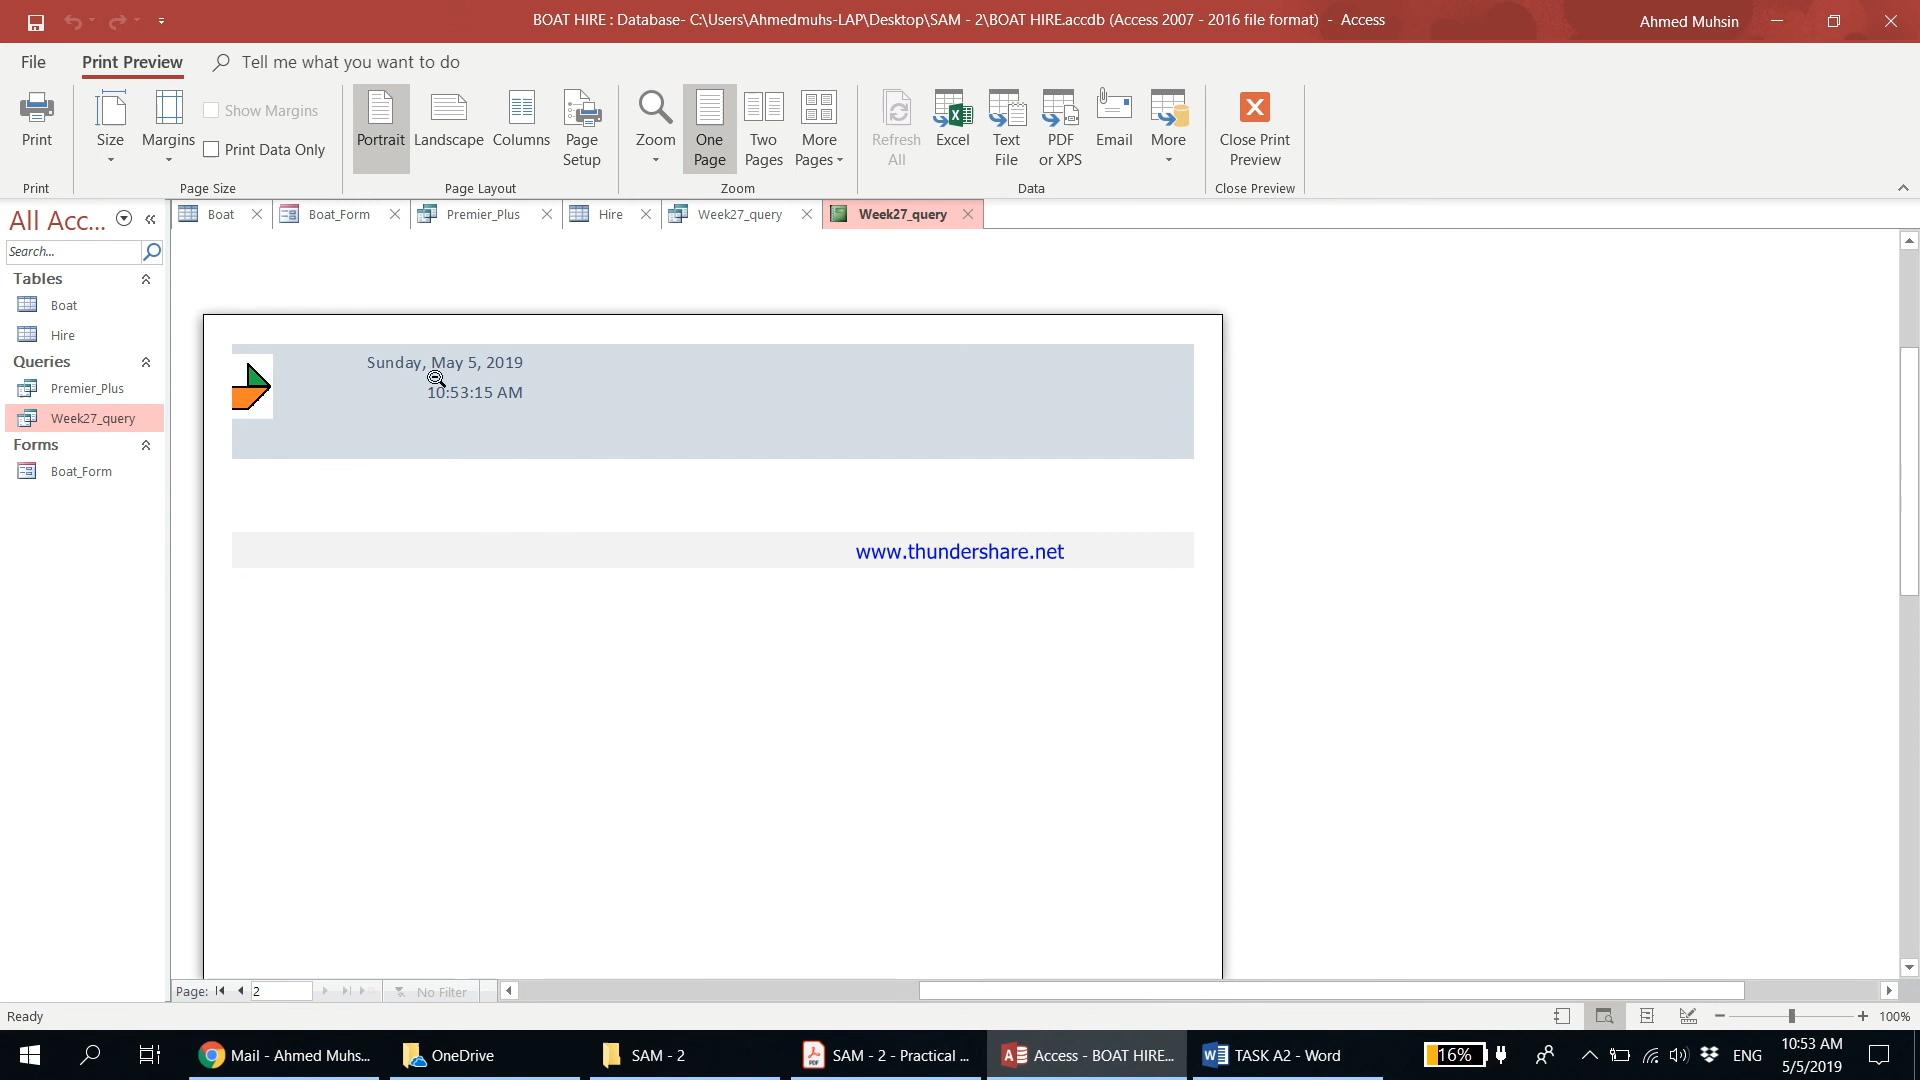 BOAT HIRE : Database- C:\Users\Ahmedmuhs-LAP\Desktop\SAM - 2\BOAT HIRE.accdb (Access 2007 - 2016 file format) - Access
Ahmed Muhsin
File
Print Preview
Tell me what you want to do
Print
Size
Margins
Show Margins
Print Data Only
Portrait
Landscape
Columns
Page Setup
Zoom
One Page
Two Pages
More Pages
Refresh All
Excel
Text File
PDF or XPS
Email
More
Close Print Preview
Print
Page Size
Page Layout
Zoom
Data
Close Preview
All Acc...
Boat
Boat_Form
Premier_Plus
Hire
Week27_query
Week27_query
Search...
Tables
Boat
Hire
Queries
Premier_Plus
Week27_query
Forms
Boat_Form
Sunday, May 5, 2019
10:53:15 AM
www.thundershare.net
Page:
2
No Filter
Ready
100%
Mail - Ahmed Muhs...
OneDrive
SAM - 2
SAM - 2 - Practical ...
Access - BOAT HIRE...
TASK A2 - Word
16%
ENG
10:53 AM
5/5/2019